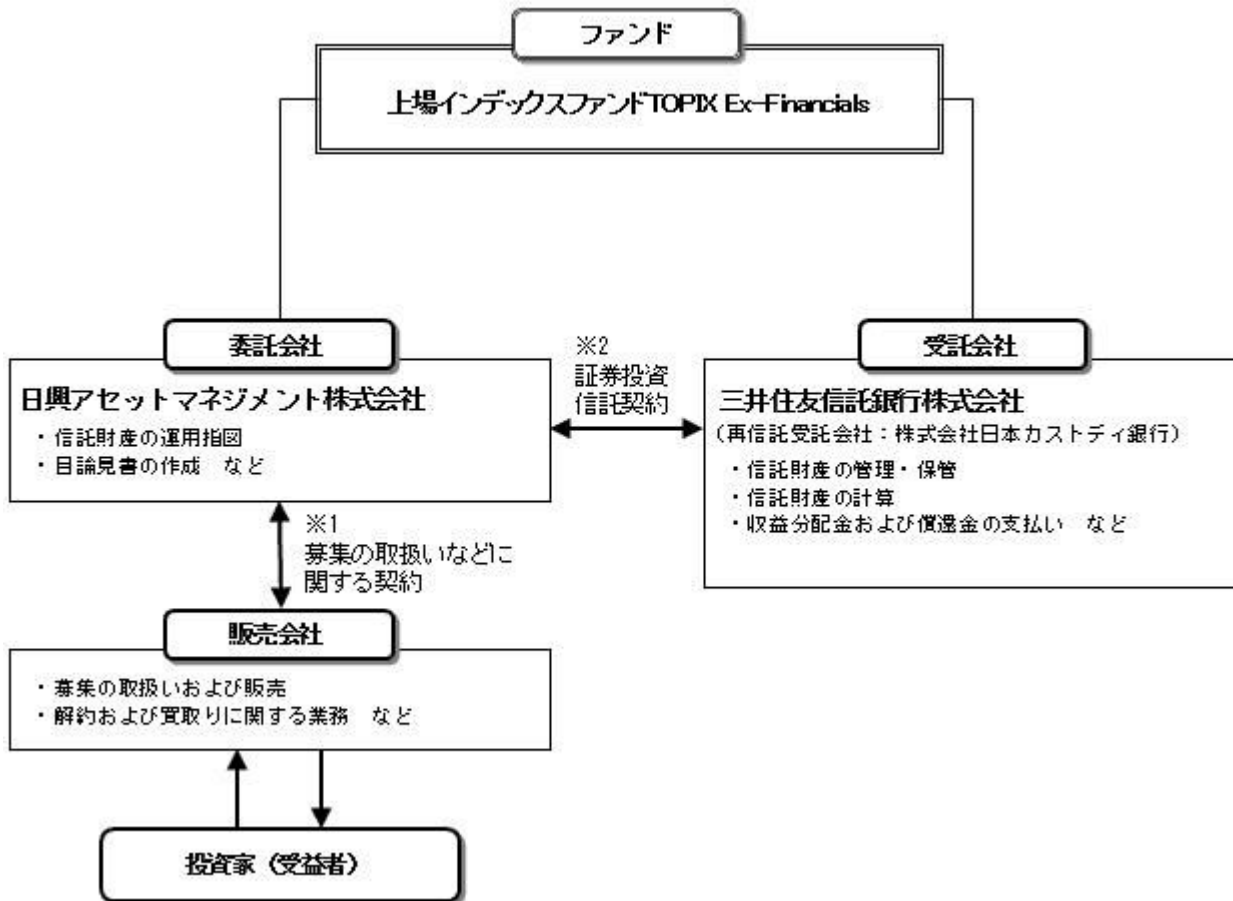 ファンド
上場インデックスファンドTOPIX Ex-Financials
委託会社
日興アセットマネジメント株式会社
・信託財産の運用指図
・目論見書の作成 など
※2
証券投資
信託契約
受託会社
三井住友信託銀行株式会社
(再信託受託会社:株式会社日本カストディ銀行)
・信託財産の管理・保管
・信託財産の計算
・収益分配金および償還金の支払い など
※1
募集の取扱いなどに
関する契約
販売会社
・募集の取扱いおよび販売
・解約および買取りに関する業務 など
投資家(受益者)